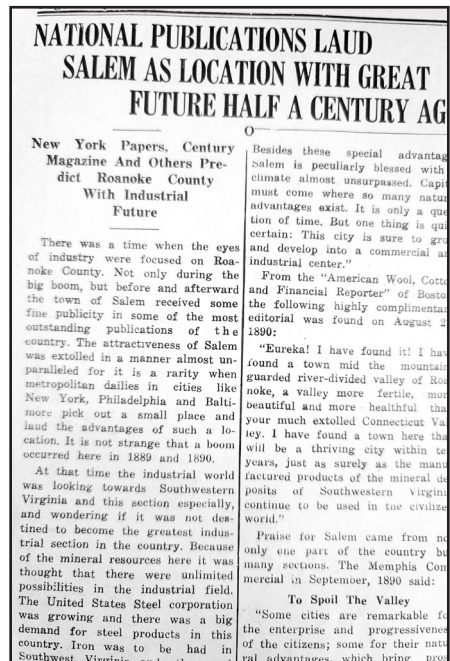 NATIONAL PUBLICATIONS LAUD
SALEM AS LOCATION WITH GREAT
FUTURE HALF A CENTURY AG
New York Papers, Century
Magazine And Others Pre-
dict Roanoke County
With Industrial
Future
There was a time when the eyes
of industry were focused on Roa-
noke County. Not only during the
big boom, but before and afterward
the town of Salem received some
fine publicity in some of the most
outstanding publications of the
country. The attractiveness of Salem
was extolled in a manner almost un-
paralleled for it is a rarity when
metropolitan dailies in cities like
New York, Philadelphia and Balti-
more pick out a small place and
laud the advantages of such a lo-
cation. It is not strange that a boom
occurred here in 1889 and 1890.
At that time the industrial world
was looking towards Southwestern
Virginia and this section especially,
and wondering if it was not des-
tined to become the greatest indus-
trial section in the country. Because
of the mineral resources here it was
thought that there were unlimited
possibilities in the industrial field.
The United States Steel corporation
was growing and there was a big
demand for steel products in this
country. Iron was to be had in
Southwest Virginia and the
Besides these special advantag
Salem is peculiarly blessed with
climate almost unsurpassed. Capit
must come where so many natur
advantages exist. It is only a que
tion of time. But one thing is qui
certain: This city is sure to gro
and develop into a commercial an
industrial center."
From the "American Wool, Cotto
and Financial Reporter" of Bosto
the following highly complimentar
editorial was found on August 2
1890:
"Eureka! I have found it! I hav
found a town mid the mountain
guarded river-divided valley of Roa
noke, a valley more fertile, mor
beautiful and more healthful tha
your much extolled Connecticut Val
ley. I have found a town here tha
will be a thriving city within te
years, just as surely as the manu
factured products of the mineral de
posits of Southwestern Virgini
continue to be used in the civilize
world."
Praise for Salem came from no
only one part of the country bu
many sections. The Memphis Com
mercial in September, 1890 said:
To Spoil The Valley
"Some cities are remarkable fo
the enterprise and progressivenes
of the citizens; some for their natu
ral advantages, which bring pros